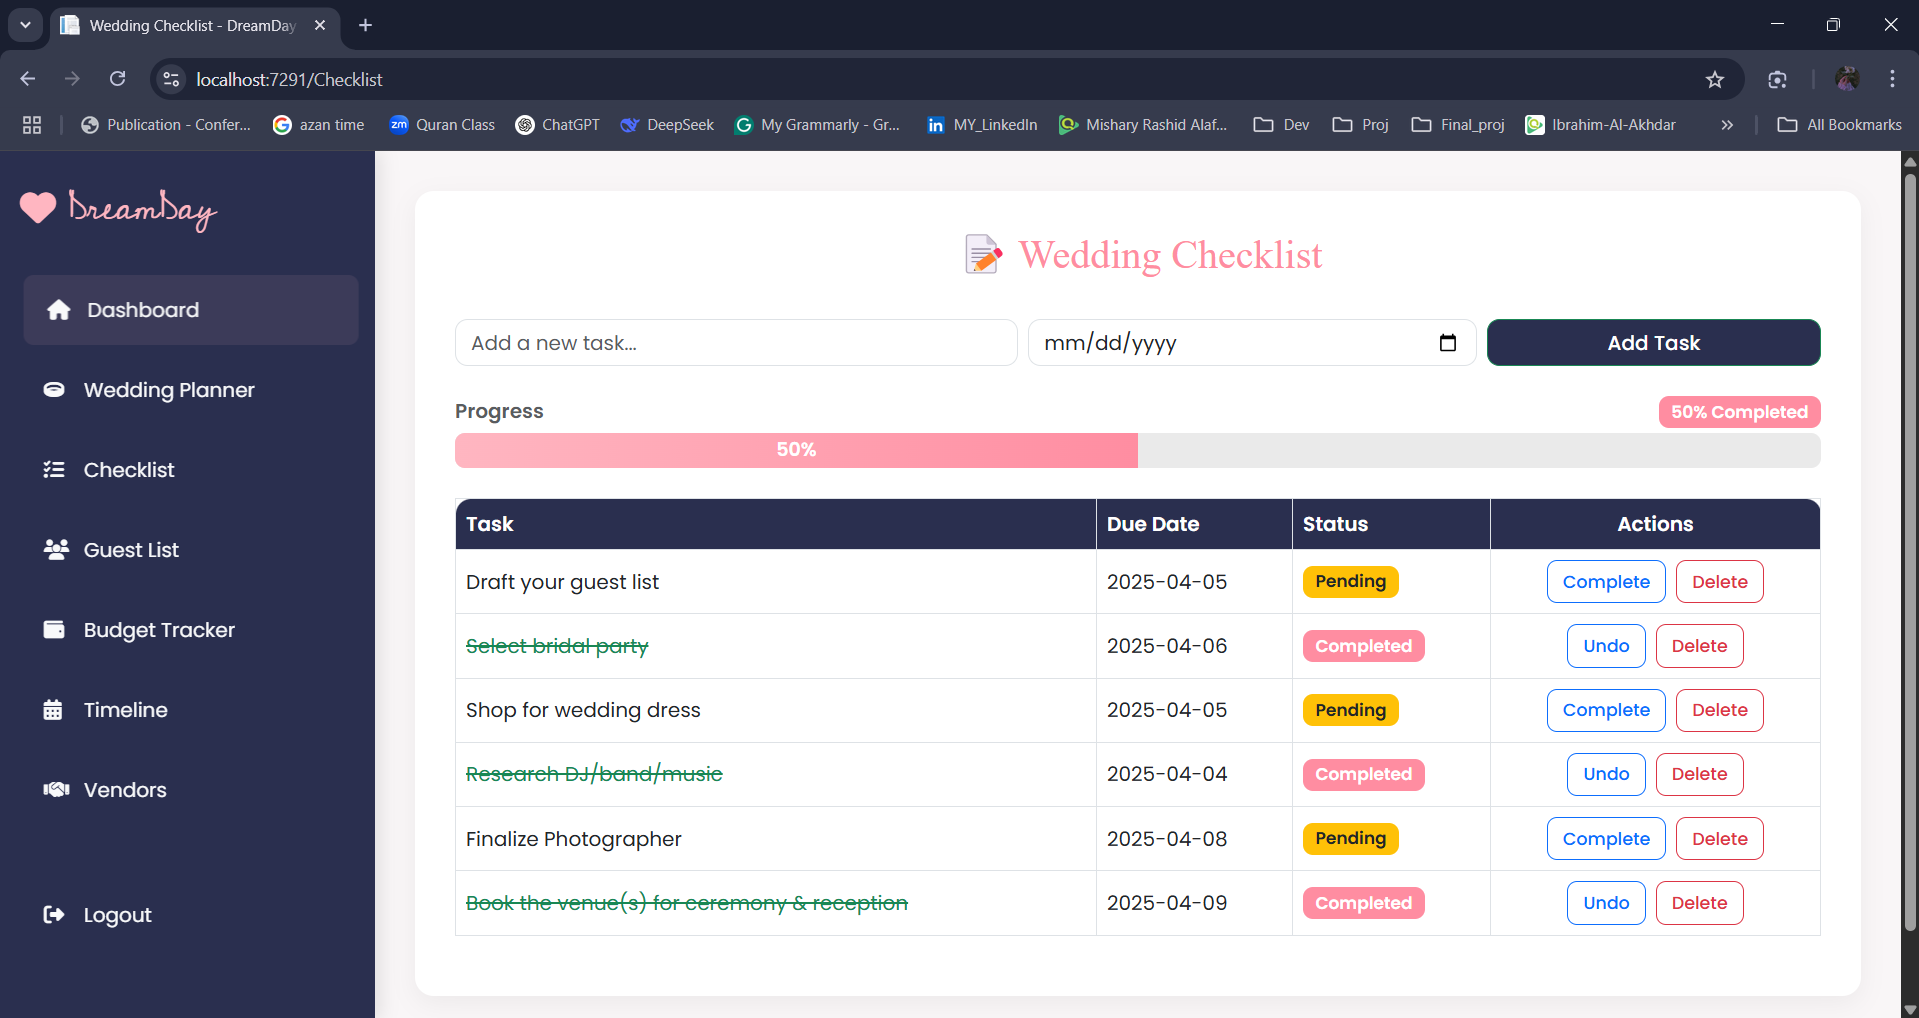 Wedding Checklist - DreamDay
localhost:7291/Checklist
Publication - Confer... azan time zm Quran Class ChatGPT DeepSeek My Grammarly - Gr... in MY_LinkedIn Mishary Rashid Alaf... Dev Proj Final_proj Ibrahim-Al-Akhdar » All Bookmarks
DreamDay
Dashboard
Wedding Planner
Checklist
Guest List
Budget Tracker
Timeline
Vendors
Logout
Wedding Checklist
Add a new task... mm/dd/yyyy Add Task
Progress 50% Completed
50%
Task Due Date Status Actions
Draft your guest list 2025-04-05 Pending Complete Delete
Select bridal party 2025-04-06 Completed Undo Delete
Shop for wedding dress 2025-04-05 Pending Complete Delete
Research DJ/band/music 2025-04-04 Completed Undo Delete
Finalize Photographer 2025-04-08 Pending Complete Delete
Book the venue(s) for ceremony & reception 2025-04-09 Completed Undo Delete